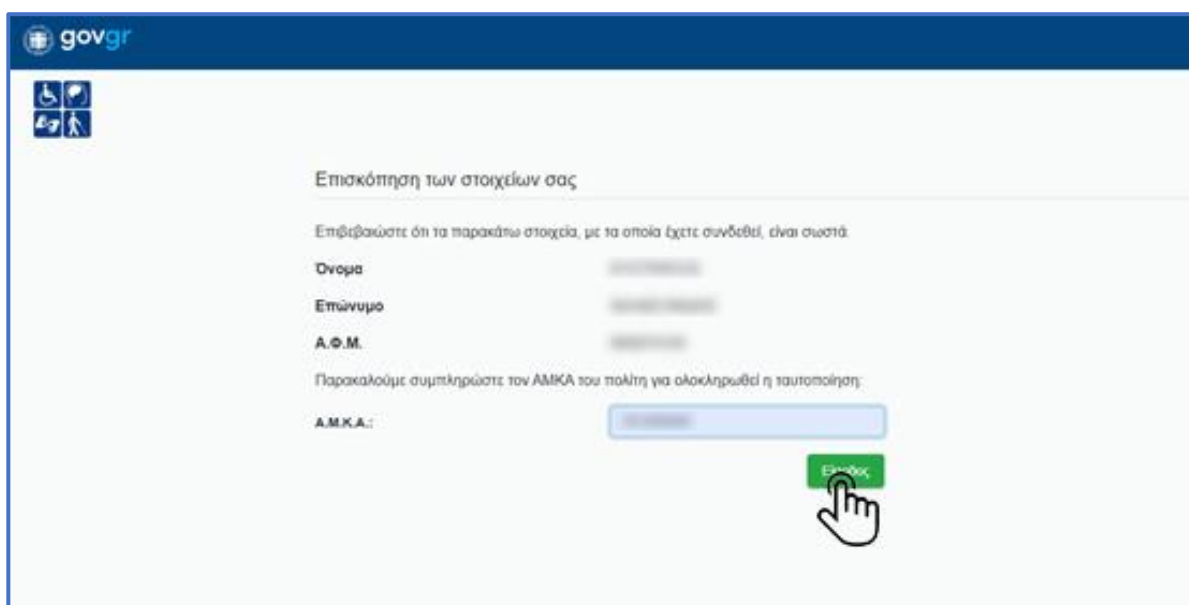 govgr
Επισκόπηση των στοιχείων σας
Επιβεβαιώστε ότι τα παρακάτω στοιχεία, με τα οποία έχετε συνδεθεί, είναι σωστά:
Όνομα
Επώνυμο
Α.Φ.Μ.
Παρακαλούμε συμπληρώστε τον ΑΜΚΑ του πολίτη για ολοκληρωθεί η ταυτοποίηση:
Α.Μ.Κ.Α.:
Είσοδος